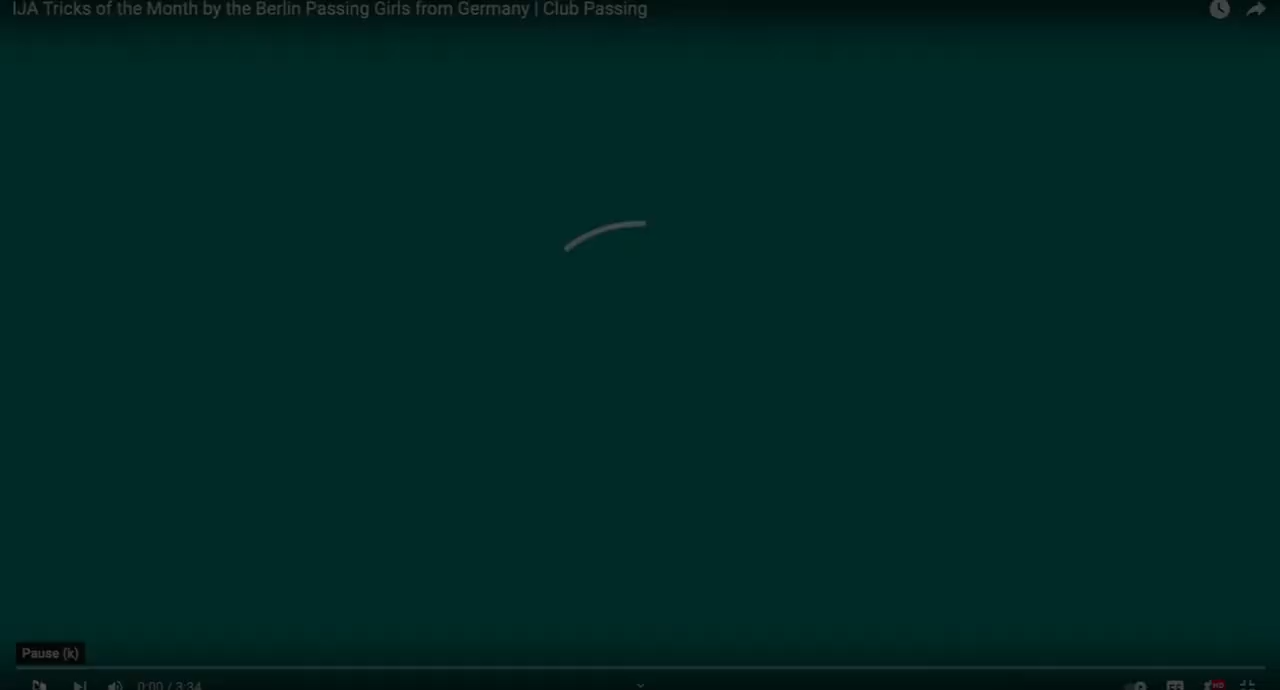 IJA Tricks of the Month by the Berlin Passing Girls from Germany | Club Passing
Pause (k)
0:00 / 3:34
HD